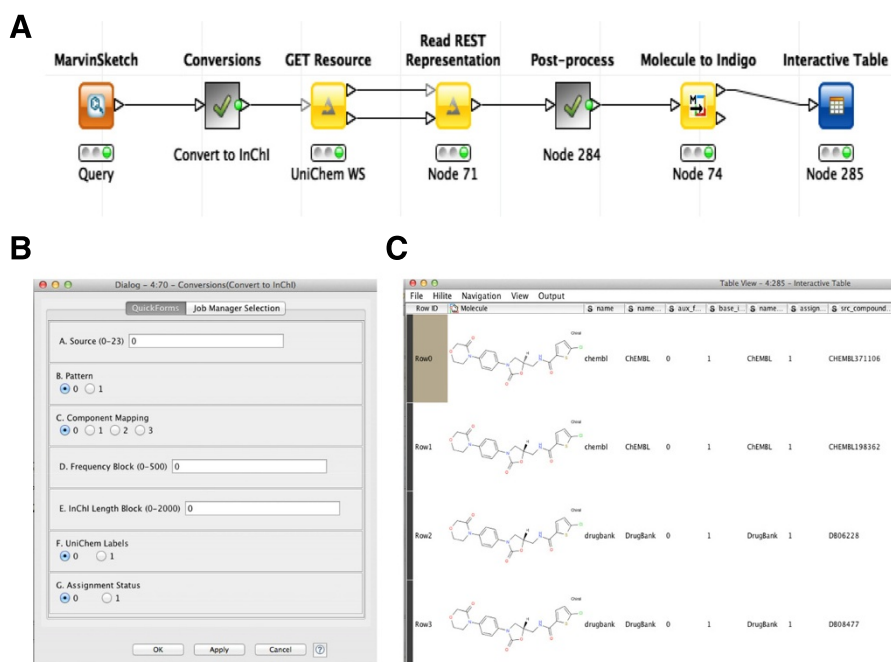 A
MarvinSketch
Conversions
GET Resource
Read REST
Representation
Post-process
Molecule to Indigo
Interactive Table
Query
Convert to InChI
UniChem WS
Node 71
Node 284
Node 74
Node 285
B
Dialog - 4:70 - Conversions(Convert to InChI)
QuickForms Job Manager Selection
A. Source (0-23) 0
B. Pattern
0 1
C. Component Mapping
0 1 2 3
D. Frequency Block (0-500) 0
E. InChI Length Block (0-2000) 0
F. UniChem Labels
0 1
G. Assignment Status
0 1
OK Apply Cancel ?
C
Table View - 4:285 - Interactive Table
File Hilite Navigation View Output
Row ID Molecule S name S name... S aux_f... S base_i... S name... S assign... S src_compound...
Row0 chembl ChEMBL 0 1 ChEMBL 1 CHEMBL371106
Row1 chembl ChEMBL 0 1 ChEMBL 1 CHEMBL198362
Row2 drugbank DrugBank 0 1 DrugBank 1 DB06228
Row3 drugbank DrugBank 0 1 DrugBank 1 DB08477